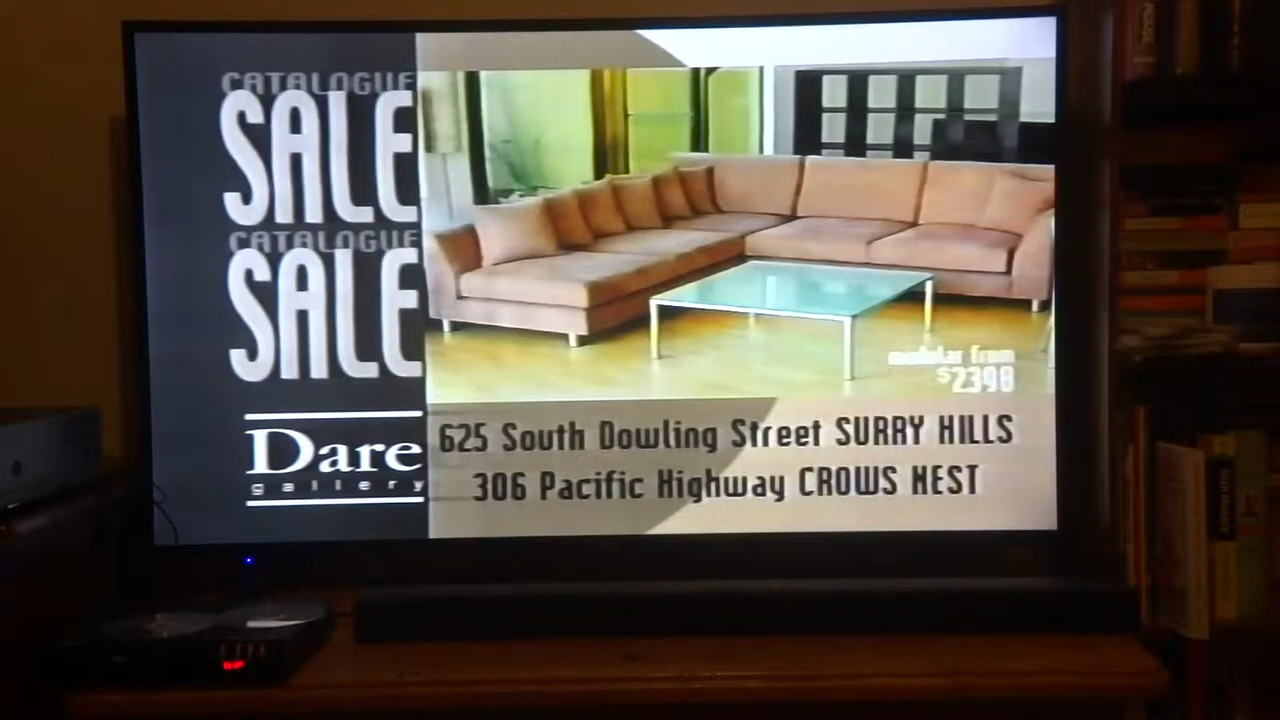 CATALOGUE
SALE
CATALOGUE
SALE
Dare
gallery
modular from
$2398
625 South Dowling Street SURRY HILLS
306 Pacific Highway CROWS NEST